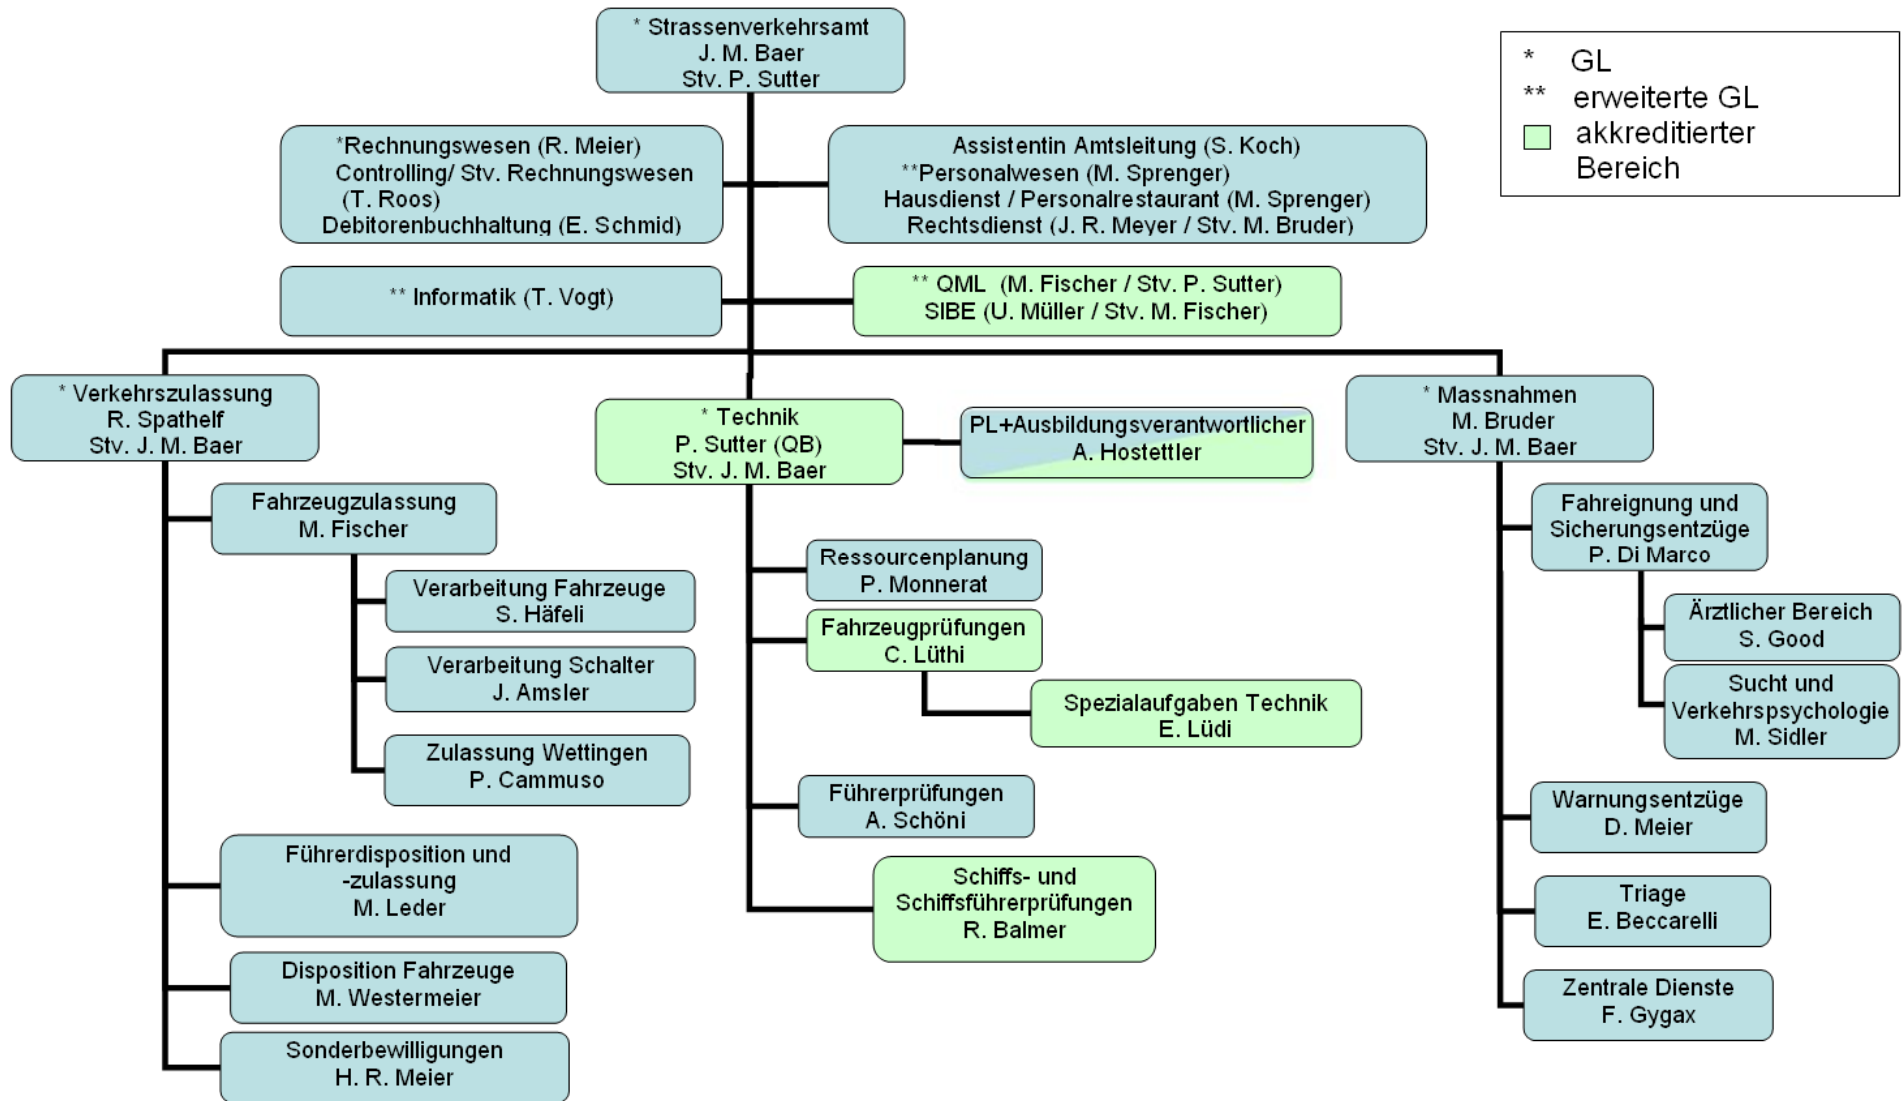 * Strassenverkehrsamt
J. M. Baer
Stv. P. Sutter
* GL
** erweiterte GL
akkreditierter
Bereich
*Rechnungswesen (R. Meier)
Controlling/ Stv. Rechnungswesen
(T. Roos)
Debitorenbuchhaltung (E. Schmid)
Assistentin Amtsleitung (S. Koch)
**Personalwesen (M. Sprenger)
Hausdienst / Personalrestaurant (M. Sprenger)
Rechtsdienst (J. R. Meyer / Stv. M. Bruder)
** Informatik (T. Vogt)
** QML (M. Fischer / Stv. P. Sutter)
SIBE (U. Müller / Stv. M. Fischer)
* Verkehrszulassung
R. Spathelf
Stv. J. M. Baer
Fahrzeugzulassung
M. Fischer
Verarbeitung Fahrzeuge
S. Häfeli
Verarbeitung Schalter
J. Amsler
Zulassung Wettingen
P. Cammuso
Führerdisposition und
-zulassung
M. Leder
Disposition Fahrzeuge
M. Westermeier
Sonderbewilligungen
H. R. Meier
* Technik
P. Sutter (QB)
Stv. J. M. Baer
PL+Ausbildungsverantwortlicher
A. Hostettler
Ressourcenplanung
P. Monnerat
Fahrzeugprüfungen
C. Lüthi
Spezialaufgaben Technik
E. Lüdi
Führerprüfungen
A. Schöni
Schiffs- und
Schiffsführerprüfungen
R. Balmer
* Massnahmen
M. Bruder
Stv. J. M. Baer
Fahreignung und
Sicherungsentzüge
P. Di Marco
Ärztlicher Bereich
S. Good
Sucht und
Verkehrspsychologie
M. Sidler
Warnungsentzüge
D. Meier
Triage
E. Beccarelli
Zentrale Dienste
F. Gygax